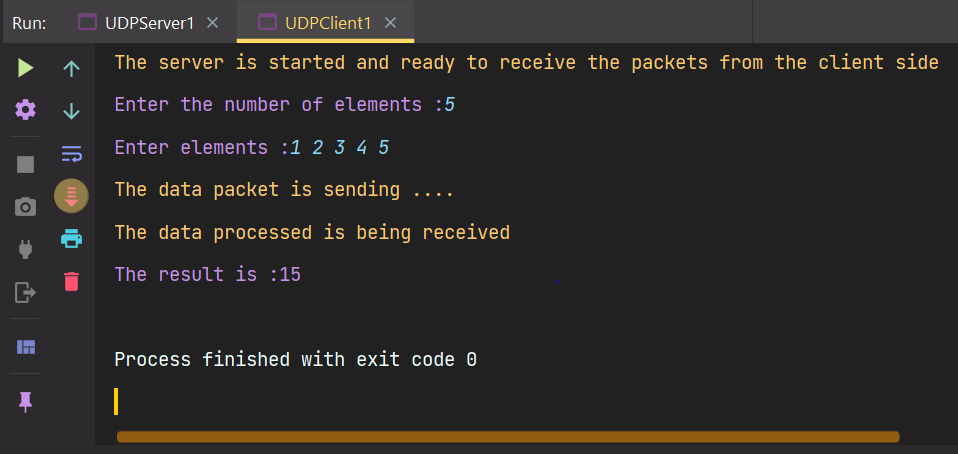 Run: UDPServer1 × UDPClient1 ×
The server is started and ready to receive the packets from the client side
Enter the number of elements :5
Enter elements :1 2 3 4 5
The data packet is sending ....
The data processed is being received
The result is :15
Process finished with exit code 0